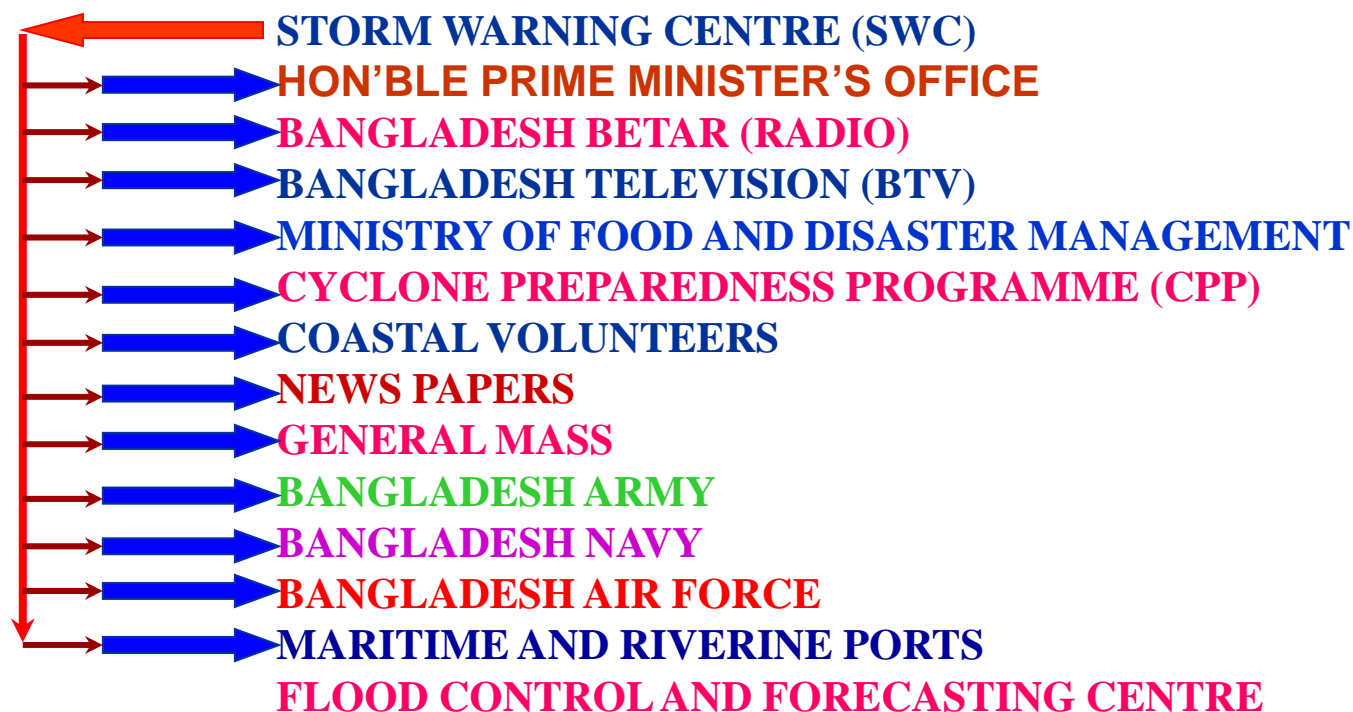 STORM WARNING CENTRE (SWC)
HON’BLE PRIME MINISTER’S OFFICE
BANGLADESH BETAR (RADIO)
BANGLADESH TELEVISION (BTV)
MINISTRY OF FOOD AND DISASTER MANAGEMENT
CYCLONE PREPAREDNESS PROGRAMME (CPP)
COASTAL VOLUNTEERS
NEWS PAPERS
GENERAL MASS
BANGLADESH ARMY
BANGLADESH NAVY
BANGLADESH AIR FORCE
MARITIME AND RIVERINE PORTS
FLOOD CONTROL AND FORECASTING CENTRE